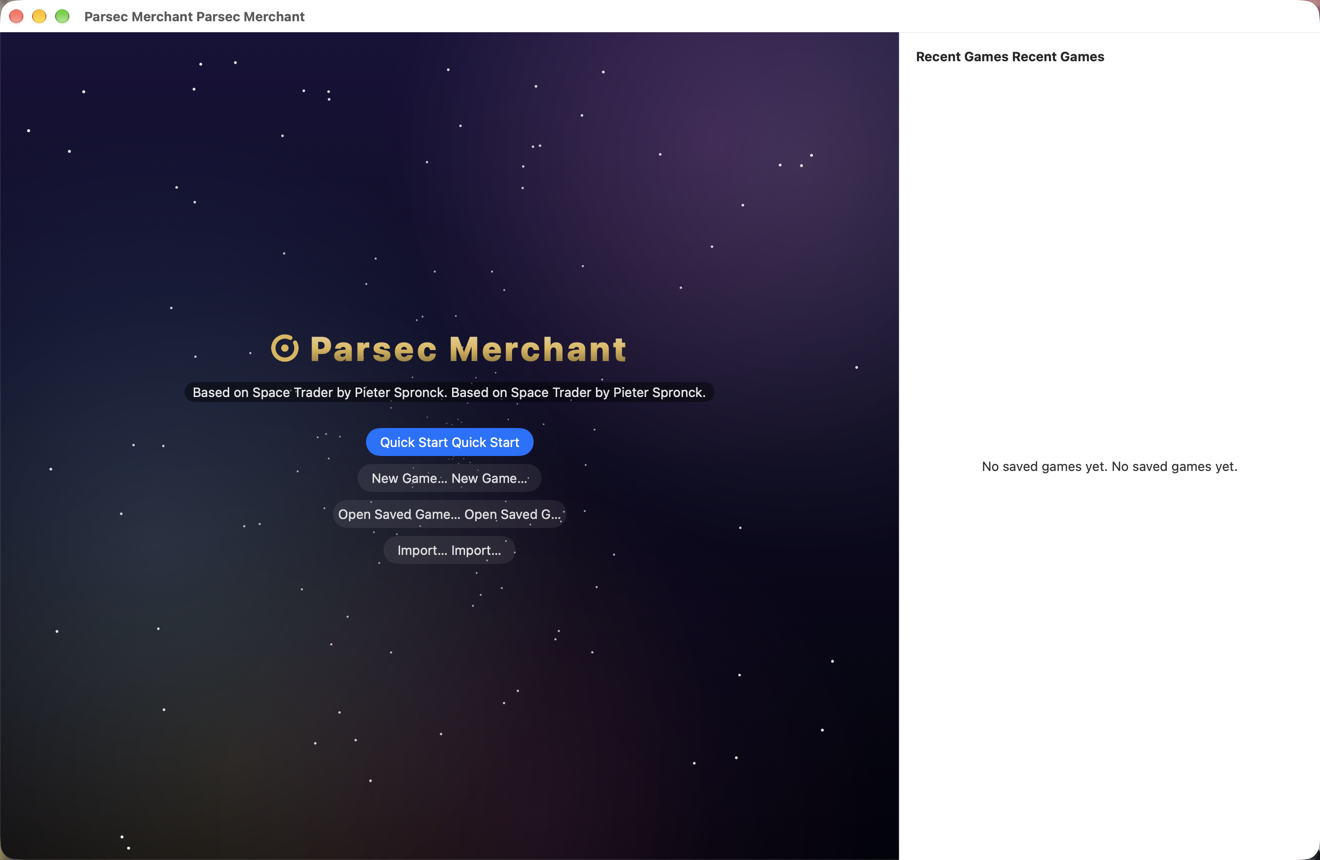 Parsec Merchant Parsec Merchant
Recent Games Recent Games
Parsec Merchant
Based on Space Trader by Pieter Spronck. Based on Space Trader by Pieter Spronck.
Quick Start Quick Start
New Game... New Game...
Open Saved Game... Open Saved G...
Import... Import...
No saved games yet. No saved games yet.